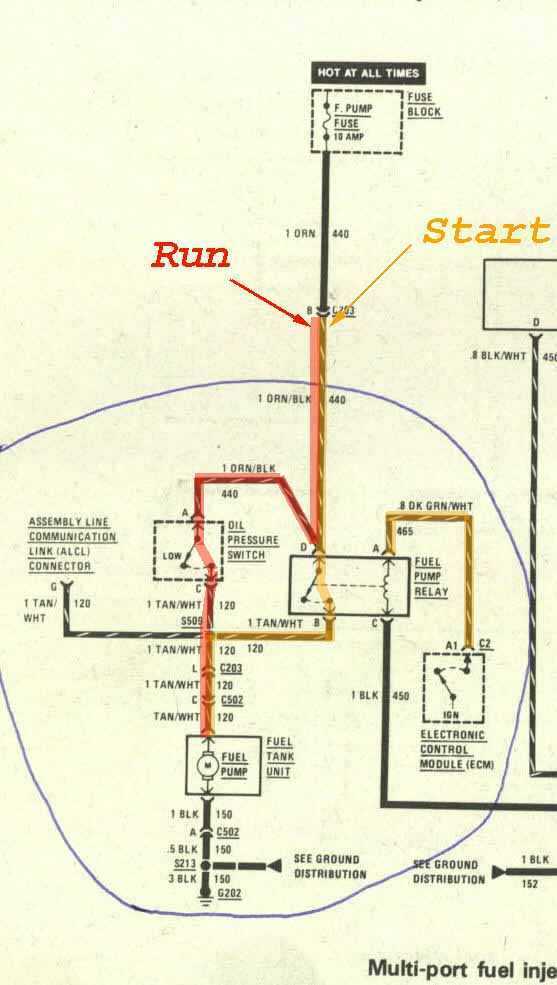 HOT AT ALL TIMES
F. PUMP
FUSE
10 AMP
FUSE
BLOCK
1 ORN 440
Run
Start
B C203
D
.8 BLK/WHT 450
1 ORN/BLK 440
1 ORN/BLK
440
.8 DK GRN/WHT
465
ASSEMBLY LINE
COMMUNICATION
LINK (ALCL)
CONNECTOR
G
1 TAN/
WHT
120
A
LOW
OIL
PRESSURE
SWITCH
C
1 TAN/WHT 120
S509
D
A
FUEL
PUMP
RELAY
B
C
1 TAN/WHT
120
1 TAN/WHT 120
L C203
1 TAN/WHT 120
C C502
TAN/WHT 120
A1 C2
IGN
ELECTRONIC
CONTROL
MODULE (ECM)
1 BLK 450
M
FUEL
PUMP
FUEL
TANK
UNIT
1 BLK 150
A C502
.5 BLK 150
S213
3 BLK 150
G202
SEE GROUND
DISTRIBUTION
SEE GROUND
DISTRIBUTION
1 BLK
152
Multi-port fuel inje